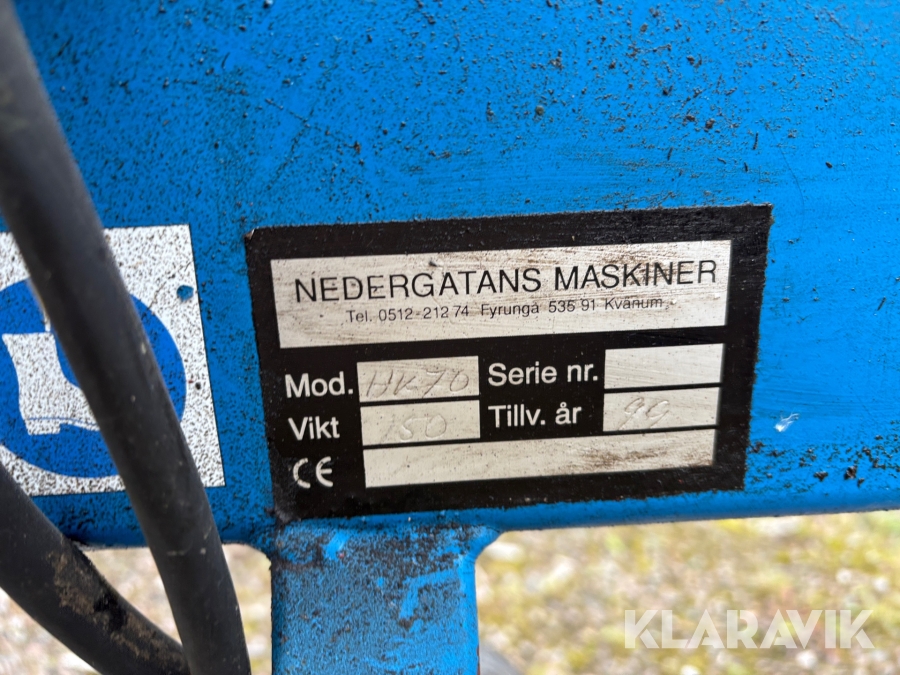 NEDERGATANS MASKINER
Tel. 0512-212 74 Fyrunga 535 91 Kvänum
Mod. HK70 Serie nr.
Vikt 150 Tillv. år 99
CE
KLARAVIK